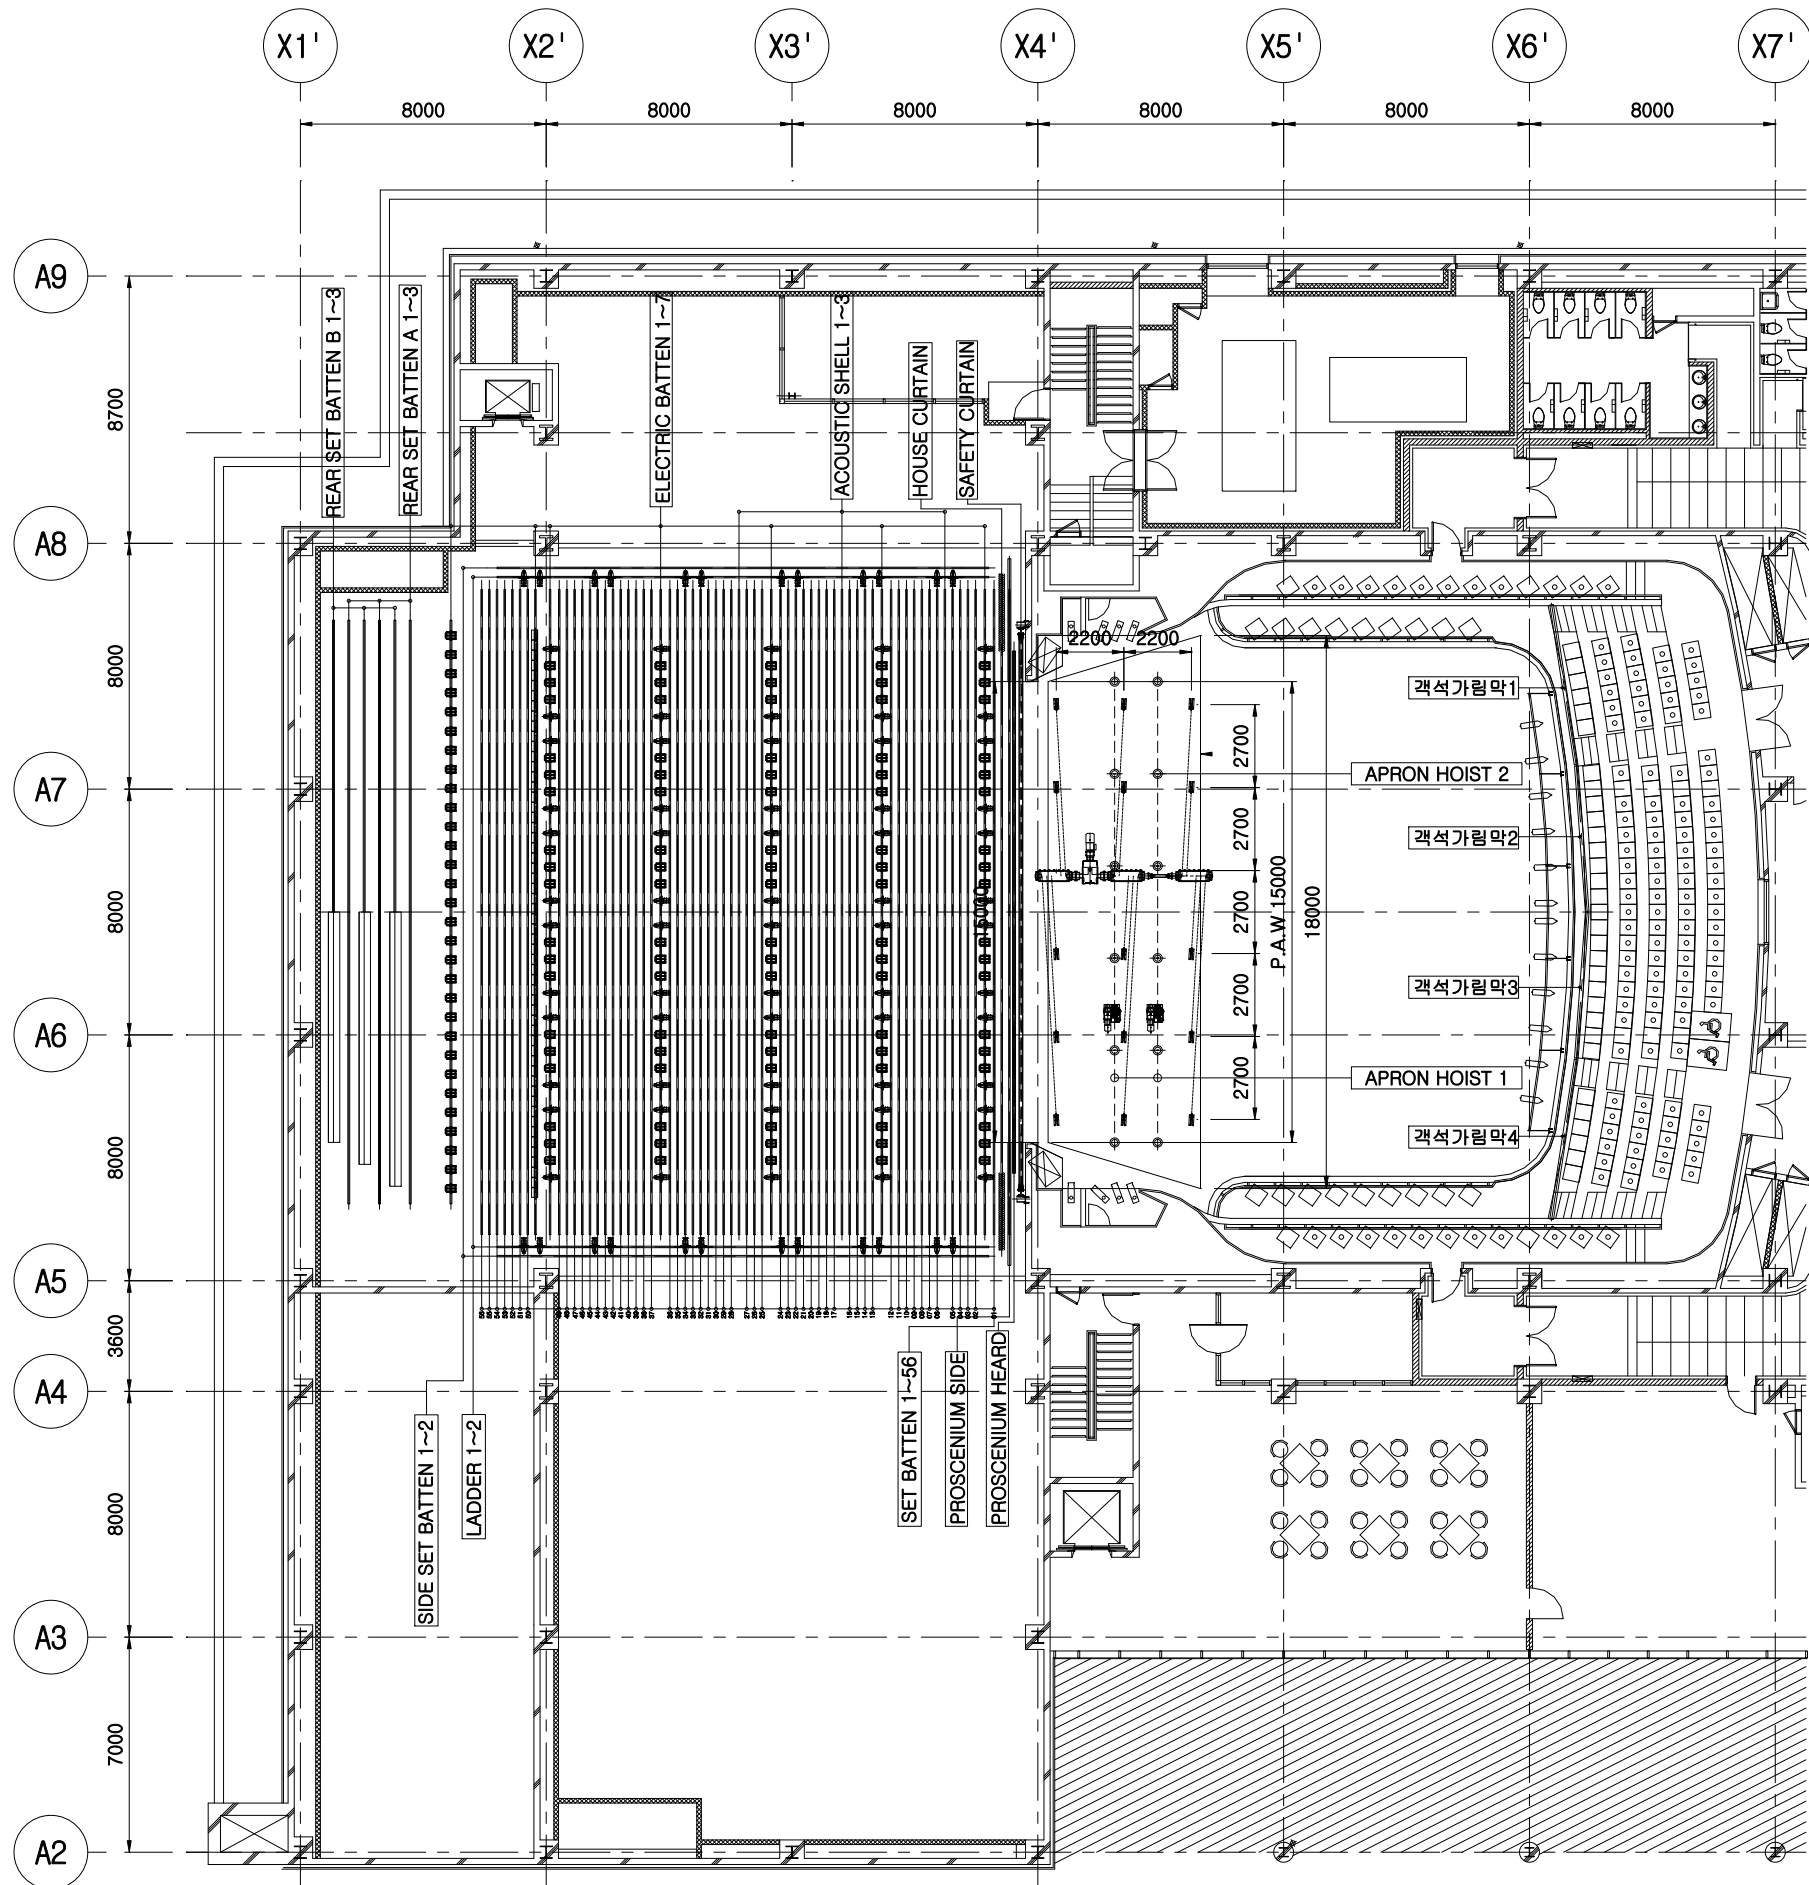 X1'
X2'
X3'
X4'
X5'
X6'
X7'
8000
8000
8000
8000
8000
8000
A9
A8
A7
A6
A5
A4
A3
A2
8700
8000
8000
8000
3600
8000
7000
REAR SET BATTEN B 1~3
REAR SET BATTEN A 1~3
ELECTRIC BATTEN 1~7
ACOUSTIC SHELL 1~3
HOUSE CURTAIN
SAFETY CURTAIN
2200
2200
2700
2700
2700
2700
2700
15000
P.A.W 15000
18000
객석가림막1
APRON HOIST 2
객석가림막2
객석가림막3
APRON HOIST 1
객석가림막4
SIDE SET BATTEN 1~2
LADDER 1~2
SET BATTEN 1~56
PROSCENIUM SIDE
PROSCENIUM HEARD